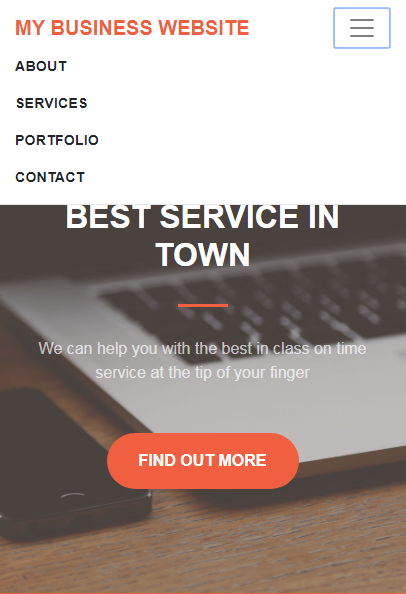 MY BUSINESS WEBSITE
ABOUT
SERVICES
PORTFOLIO
CONTACT
BEST SERVICE IN
TOWN
We can help you with the best in class on time
service at the tip of your finger
FIND OUT MORE